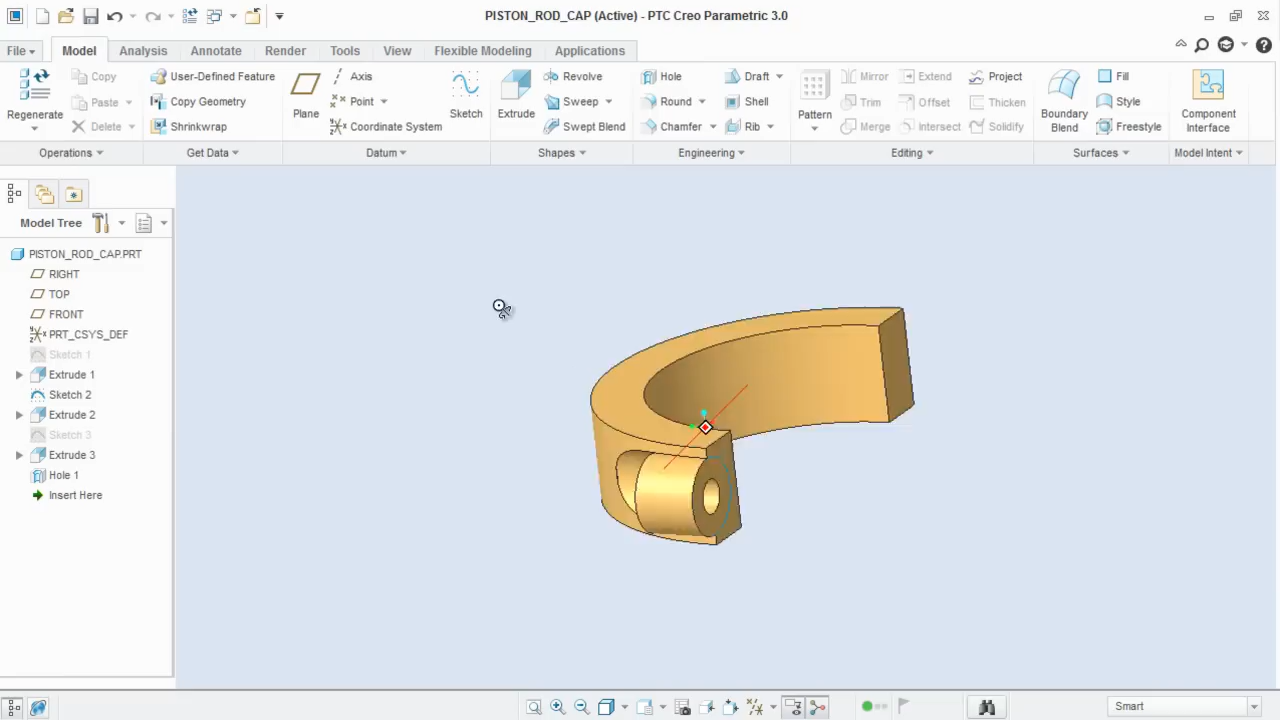 PISTON_ROD_CAP (Active) - PTC Creo Parametric 3.0
File Model Analysis Annotate Render Tools View Flexible Modeling Applications
Regenerate
Copy
Paste
Delete
Operations
User-Defined Feature
Copy Geometry
Shrinkwrap
Get Data
Plane
Axis
Point
Coordinate System
Sketch
Datum
Extrude
Revolve
Sweep
Swept Blend
Shapes
Hole
Round
Chamfer
Draft
Shell
Rib
Engineering
Pattern
Mirror
Trim
Merge
Extend
Offset
Intersect
Project
Thicken
Solidify
Editing
Boundary
Blend
Fill
Style
Freestyle
Surfaces
Component
Interface
Model Intent
Model Tree
PISTON_ROD_CAP.PRT
RIGHT
TOP
FRONT
PRT_CSYS_DEF
Sketch 1
Extrude 1
Sketch 2
Extrude 2
Sketch 3
Extrude 3
Hole 1
Insert Here
Smart